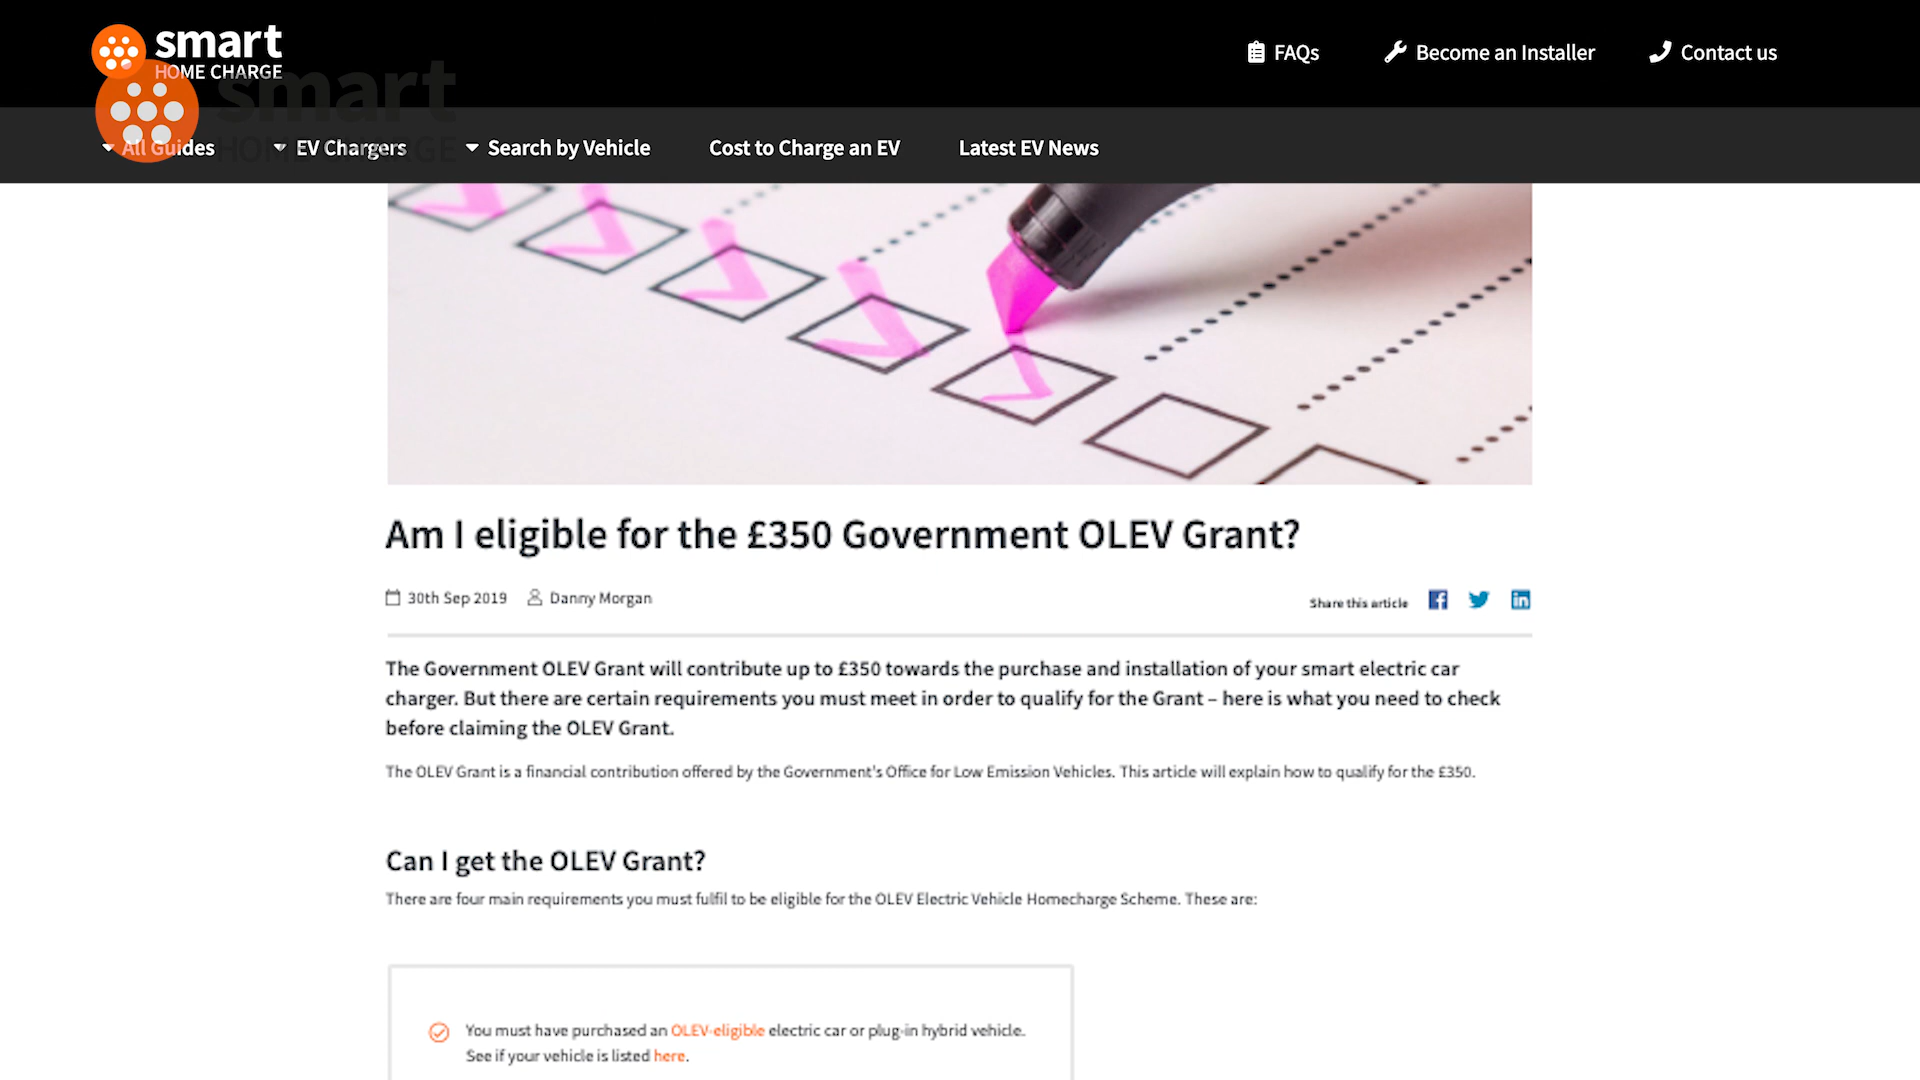 smart
HOME CHARGE
FAQs
Become an Installer
Contact us
smart
HOME CHARGE
All Guides
EV Chargers
Search by Vehicle
Cost to Charge an EV
Latest EV News
Am I eligible for the £350 Government OLEV Grant?
30th Sep 2019
Danny Morgan
Share this article
The Government OLEV Grant will contribute up to £350 towards the purchase and installation of your smart electric car
charger. But there are certain requirements you must meet in order to qualify for the Grant – here is what you need to check
before claiming the OLEV Grant.
The OLEV Grant is a financial contribution offered by the Government's Office for Low Emission Vehicles. This article will explain how to qualify for the £350.
Can I get the OLEV Grant?
There are four main requirements you must fulfil to be eligible for the OLEV Electric Vehicle Homecharge Scheme. These are:
You must have purchased an OLEV-eligible electric car or plug-in hybrid vehicle.
See if your vehicle is listed here.